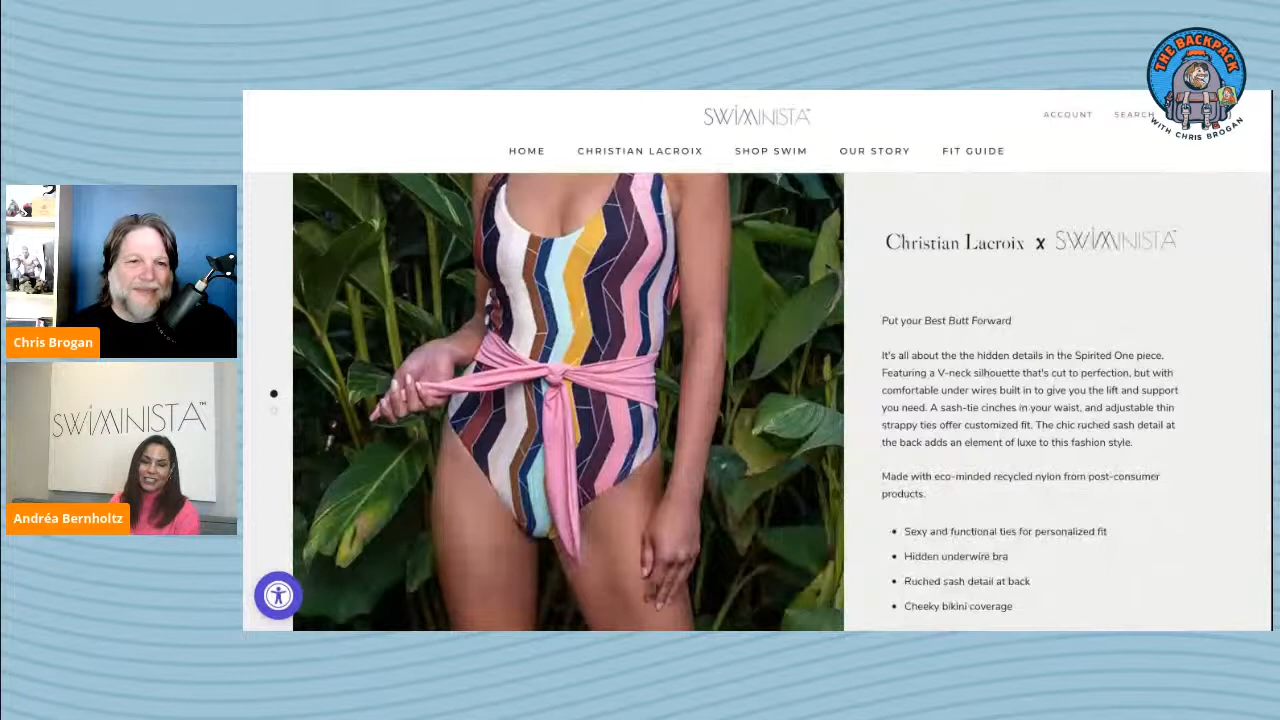 THE BACKPACK
WITH CHRIS BROGAN
SWIMINISTA™
ACCOUNT SEARCH
HOME CHRISTIAN LACROIX SHOP SWIM OUR STORY FIT GUIDE
Christian Lacroix x SWIMINISTA™
Put your Best Butt Forward
It's all about the the hidden details in the Spirited One piece.
Featuring a V-neck silhouette that's cut to perfection, but with
comfortable under wires built in to give you the lift and support
you need. A sash-tie cinches in your waist, and adjustable thin
strappy ties offer customized fit. The chic ruched sash detail at
the back adds an element of luxe to this fashion style.
Made with eco-minded recycled nylon from post-consumer
products.
• Sexy and functional ties for personalized fit
• Hidden underwire bra
• Ruched sash detail at back
• Cheeky bikini coverage
Chris Brogan
SWIMINISTA™
Andréa Bernholtz